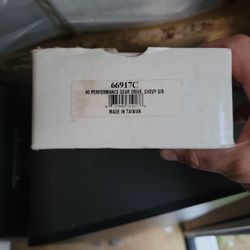 66917C
HI PERFORMANCE GEAR DRIVE, CHEVY S/B
MADE IN TAIWAN